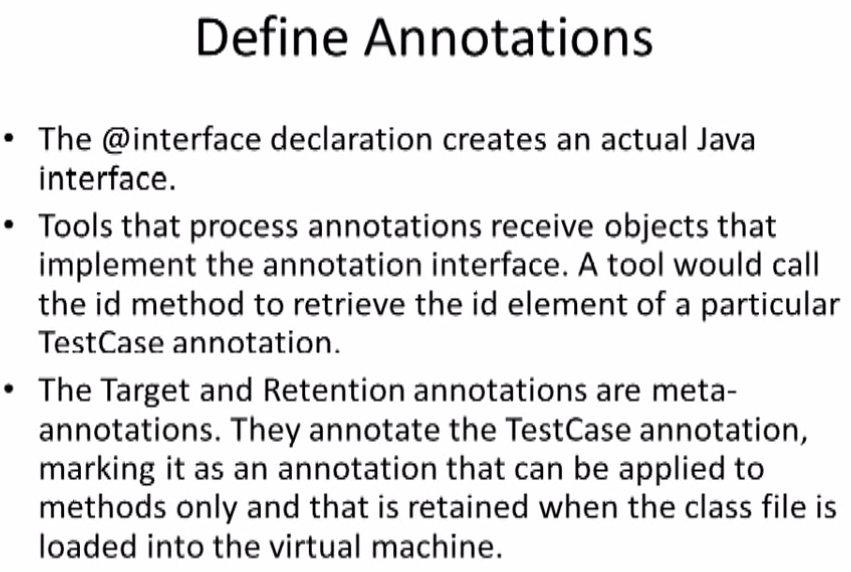 Define Annotations
• The @interface declaration creates an actual Java
interface.
• Tools that process annotations receive objects that
implement the annotation interface. A tool would call
the id method to retrieve the id element of a particular
TestCase annotation.
• The Target and Retention annotations are meta-
annotations. They annotate the TestCase annotation,
marking it as an annotation that can be applied to
methods only and that is retained when the class file is
loaded into the virtual machine.